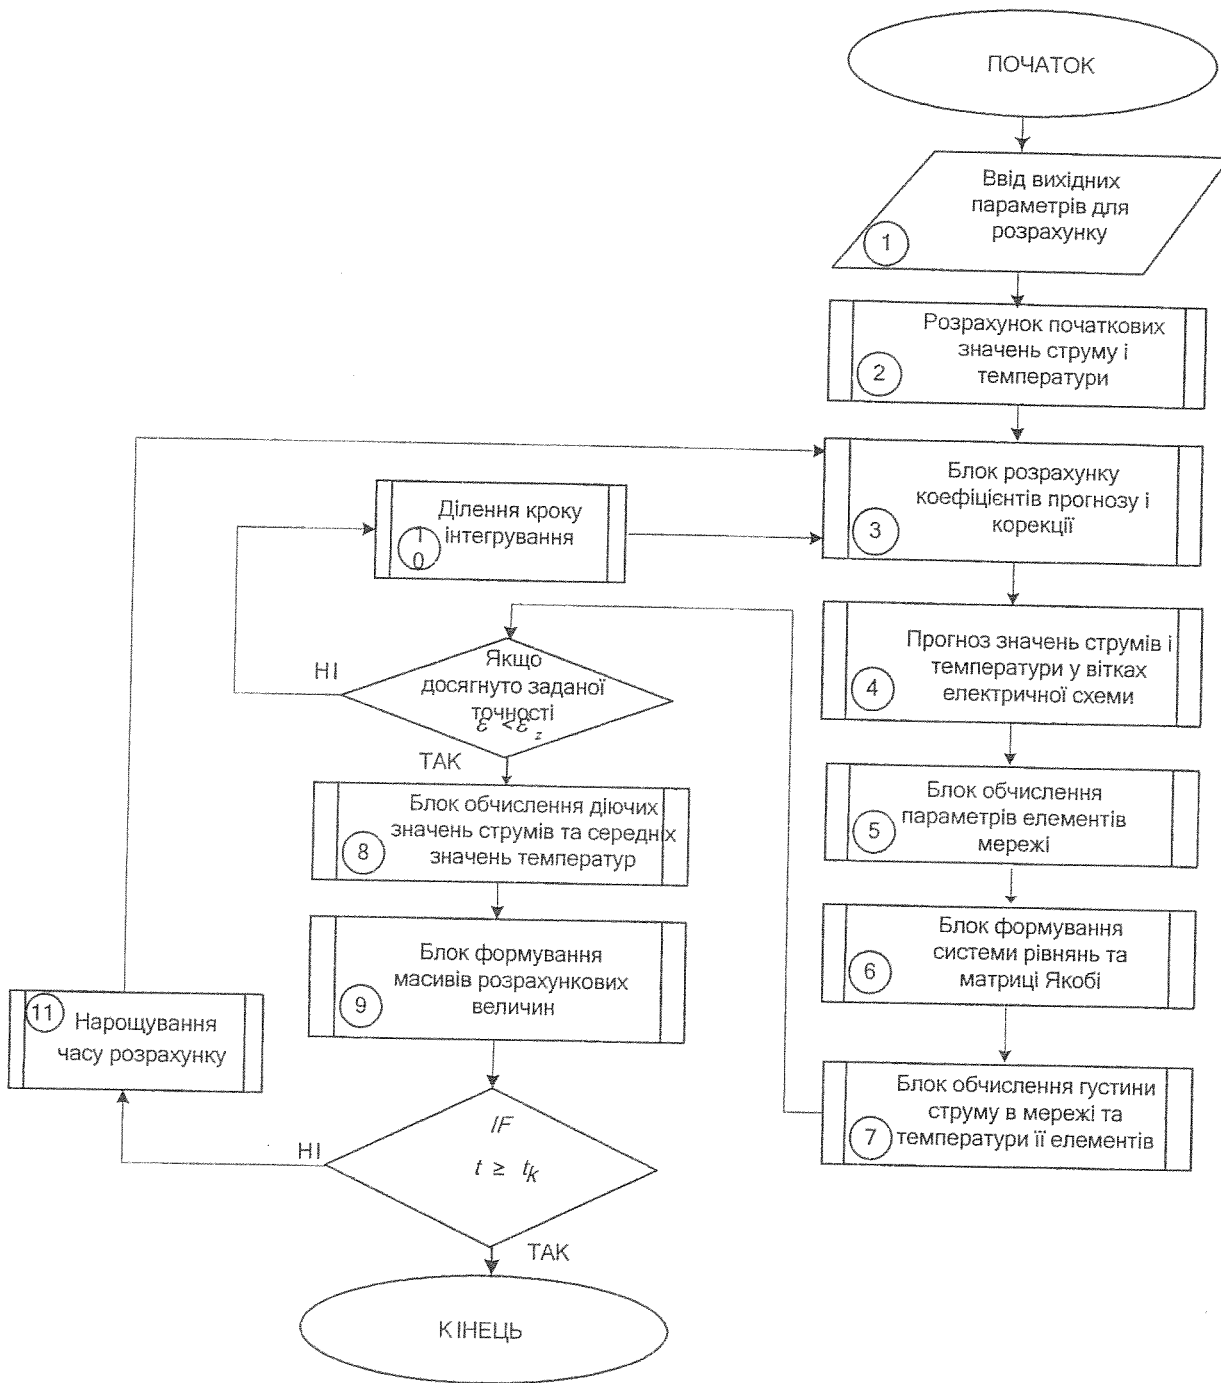 ПОЧАТОК
Ввід вихідних
параметрів для
розрахунку
1
Розрахунок початкових
значень струму і
температури
2
Блок розрахунку
коефіцієнтів прогнозу і
корекції
3
Ділення кроку
інтегрування
10
Прогноз значень струмів і
температури у вітках
електричної схеми
4
НІ
Якщо
досягнуто заданої
точності
ε < ε z
ТАК
Блок обчислення
параметрів елементів
мережі
5
Блок обчислення діючих
значень струмів та середніх
значень температур
8
Блок формування
системи рівнянь та
матриці Якобі
6
Блок формування
масивів розрахункових
величин
9
11
Нарощування
часу розрахунку
Блок обчислення густини
струму в мережі та
температури її елементів
7
НІ
IF
t ≥ tk
ТАК
КІНЕЦЬ